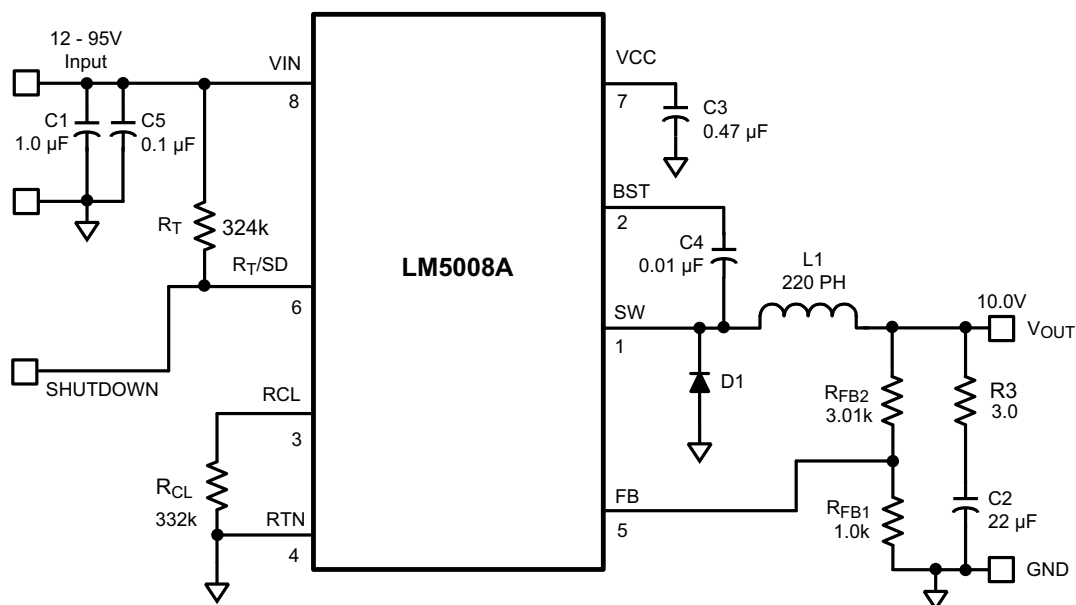 12 - 95V
Input
VIN
8
C1
1.0 µF
C5
0.1 µF
RT
324k
RT/SD
6
SHUTDOWN
RCL
3
RCL
332k
RTN
4
LM5008A
VCC
7
C3
0.47 µF
BST
2
C4
0.01 µF
L1
220 PH
SW
1
D1
10.0V
VOUT
RFB2
3.01k
R3
3.0
FB
5
RFB1
1.0k
C2
22 µF
GND